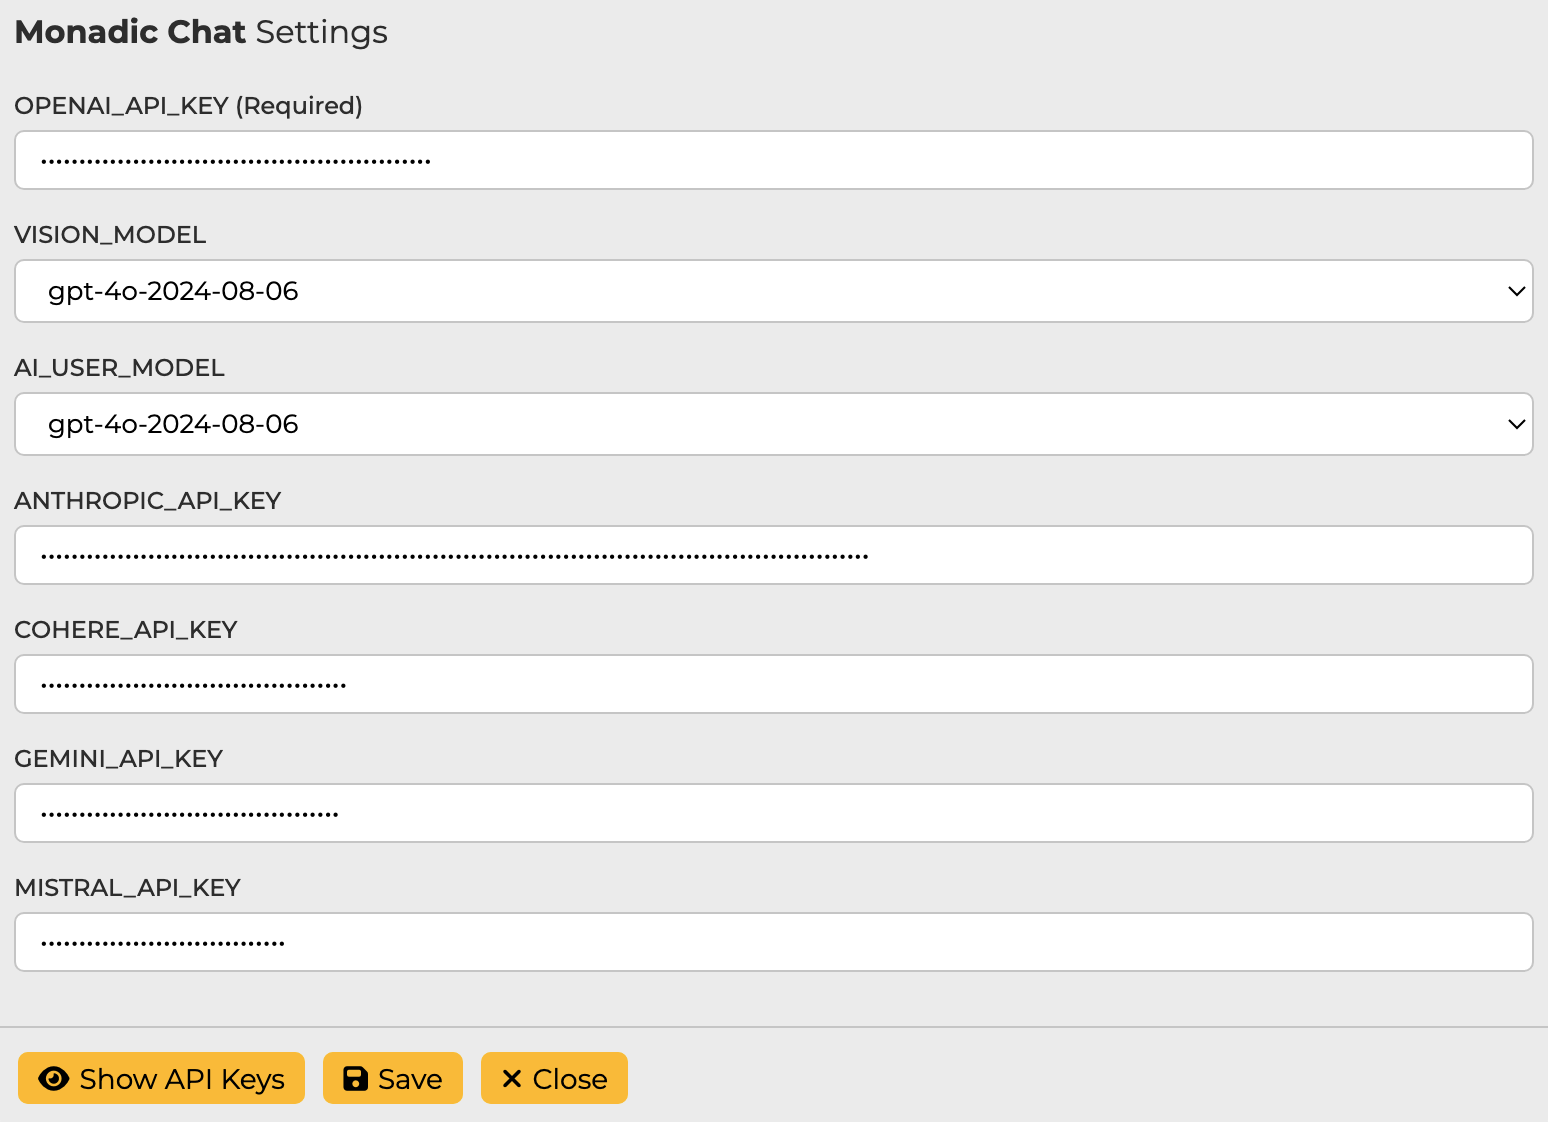 Monadic Chat Settings
OPENAI_API_KEY (Required)
VISION_MODEL
gpt-4o-2024-08-06
AI_USER_MODEL
gpt-4o-2024-08-06
ANTHROPIC_API_KEY
COHERE_API_KEY
GEMINI_API_KEY
MISTRAL_API_KEY
Show API Keys Save Close